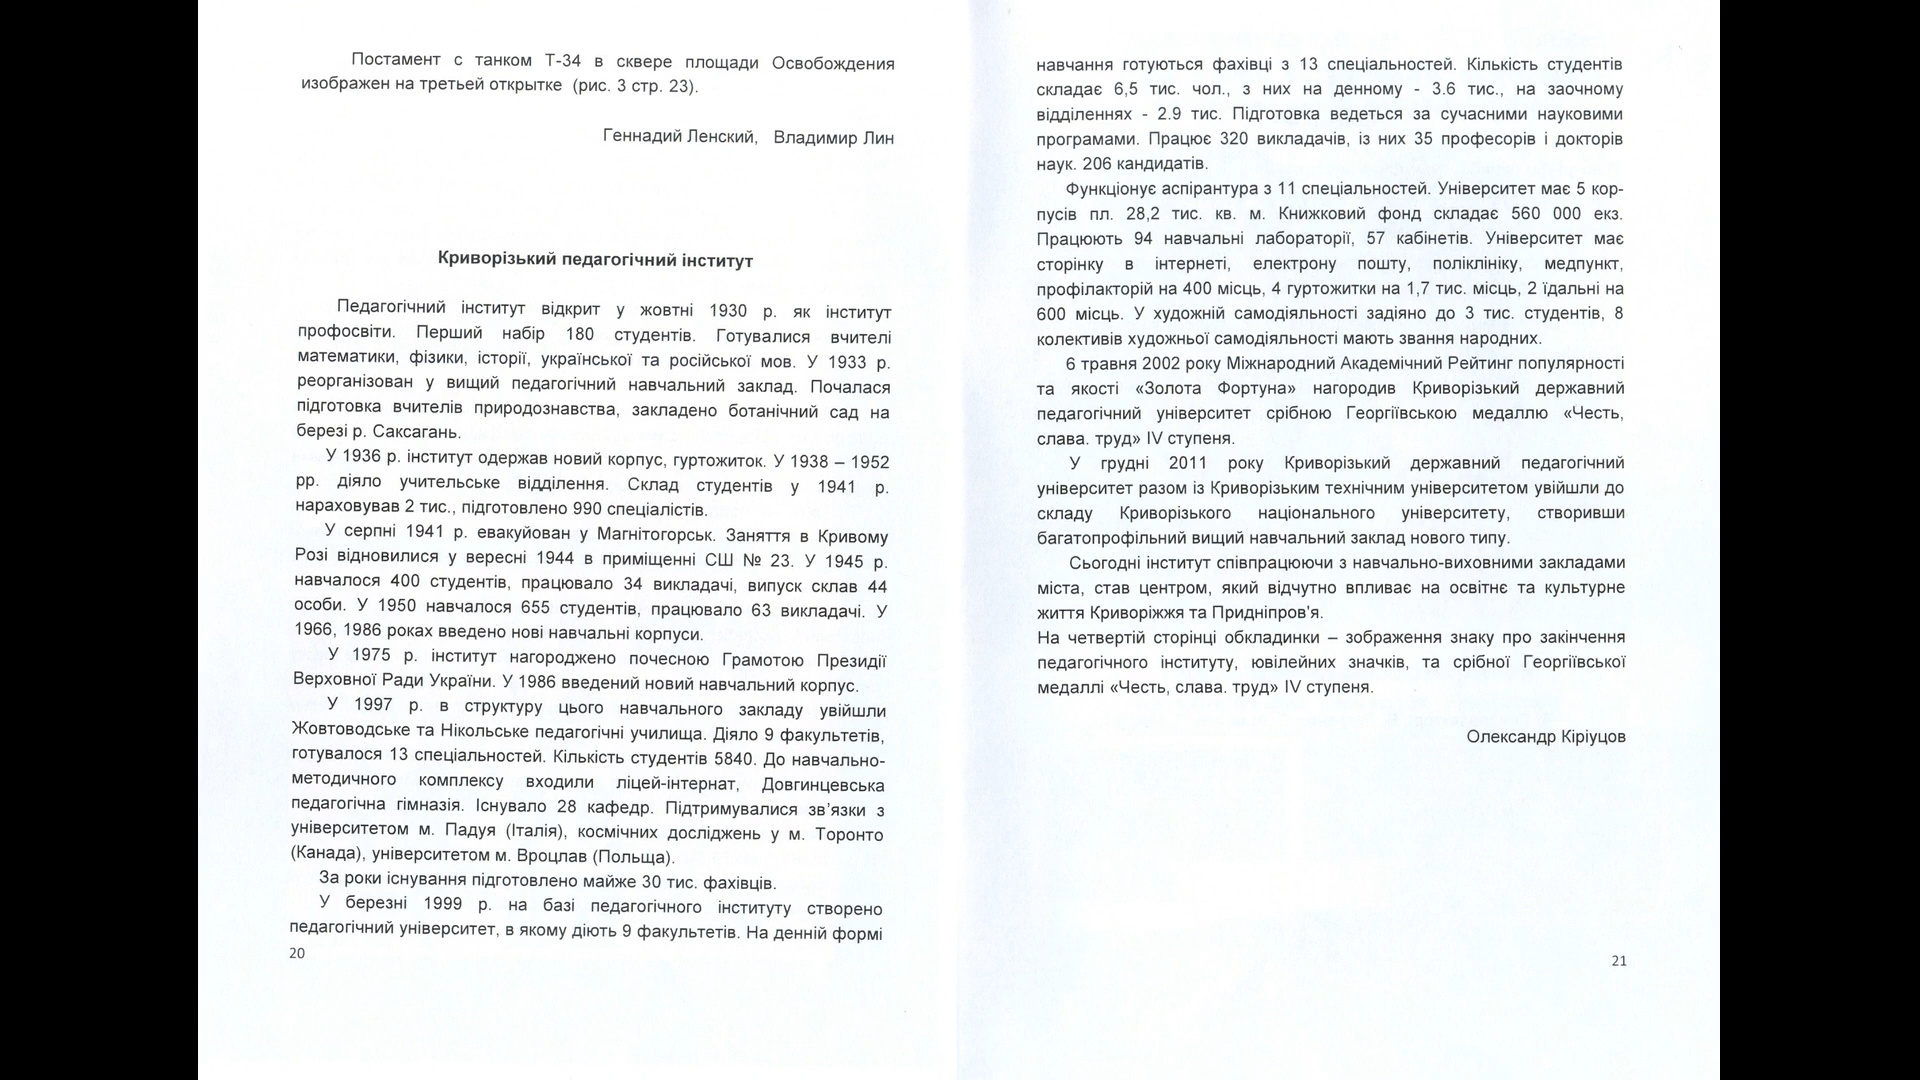 Постамент с танком Т-34 в сквере площади Освобождения
изображен на третьей открытке (рис. 3 стр. 23).
Геннадий Ленский, Владимир Лин
Криворізький педагогічний інститут
Педагогічний інститут відкрит у жовтні 1930 р. як інститут
профосвіти. Перший набір 180 студентів. Готувалися вчителі
математики, фізики, історії, української та російської мов. У 1933 р.
реорганізован у вищий педагогічний навчальний заклад. Почалася
підготовка вчителів природознавства, закладено ботанічний сад на
березі р. Саксагань.
У 1936 р. інститут одержав новий корпус, гуртожиток. У 1938 – 1952
рр. діяло учительське відділення. Склад студентів у 1941 р.
нараховував 2 тис., підготовлено 990 спеціалістів.
У серпні 1941 р. евакуйован у Магнітогорськ. Заняття в Кривому
Розі відновилися у вересні 1944 в приміщенні СШ № 23. У 1945 р.
навчалося 400 студентів, працювало 34 викладачі, випуск склав 44
особи. У 1950 навчалося 655 студентів, працювало 63 викладачі. У
1966, 1986 роках введено нові навчальні корпуси.
У 1975 р. інститут нагороджено почесною Грамотою Президії
Верховної Ради України. У 1986 введений новий навчальний корпус.
У 1997 р. в структуру цього навчального закладу увійшли
Жовтоводське та Нікольське педагогічні училища. Діяло 9 факультетів,
готувалося 13 спеціальностей. Кількість студентів 5840. До навчально-
методичного комплексу входили ліцей-інтернат, Довгинцевська
педагогічна гімназія. Існувало 28 кафедр. Підтримувалися зв’язки з
університетом м. Падуя (Італія), космічних досліджень у м. Торонто
(Канада), університетом м. Вроцлав (Польща).
За роки існування підготовлено майже 30 тис. фахівців.
У березні 1999 р. на базі педагогічного інституту створено
педагогічний університет, в якому діють 9 факультетів. На денній формі
20
навчання готуються фахівці з 13 спеціальностей. Кількість студентів
складає 6,5 тис. чол., з них на денному - 3.6 тис., на заочному
відділеннях - 2.9 тис. Підготовка ведеться за сучасними науковими
програмами. Працює 320 викладачів, із них 35 професорів і докторів
наук. 206 кандидатів.
Функціонує аспірантура з 11 спеціальностей. Університет має 5 кор-
пусів пл. 28,2 тис. кв. м. Книжковий фонд складає 560 000 екз.
Працюють 94 навчальні лабораторії, 57 кабінетів. Університет має
сторінку в інтернеті, електрону пошту, поліклініку, медпункт,
профілакторій на 400 місць, 4 гуртожитки на 1,7 тис. місць, 2 їдальні на
600 місць. У художній самодіяльності задіяно до 3 тис. студентів, 8
колективів художньої самодіяльності мають звання народних.
6 травня 2002 року Міжнародний Академічний Рейтинг популярності
та якості «Золота Фортуна» нагородив Криворізький державний
педагогічний університет срібною Георгіївською медаллю «Честь,
слава. труд» IV ступеня.
У грудні 2011 року Криворізький державний педагогічний
університет разом із Криворізьким технічним університетом увійшли до
складу Криворізького національного університету, створивши
багатопрофільний вищий навчальний заклад нового типу.
Сьогодні інститут співпрацюючи з навчально-виховними закладами
міста, став центром, який відчутно впливає на освітнє та культурне
життя Криворіжжя та Придніпров'я.
На четвертій сторінці обкладинки – зображення знаку про закінчення
педагогічного інституту, ювілейних значків, та срібної Георгіївської
медаллі «Честь, слава. труд» IV ступеня.
Олександр Кіріуцов
21